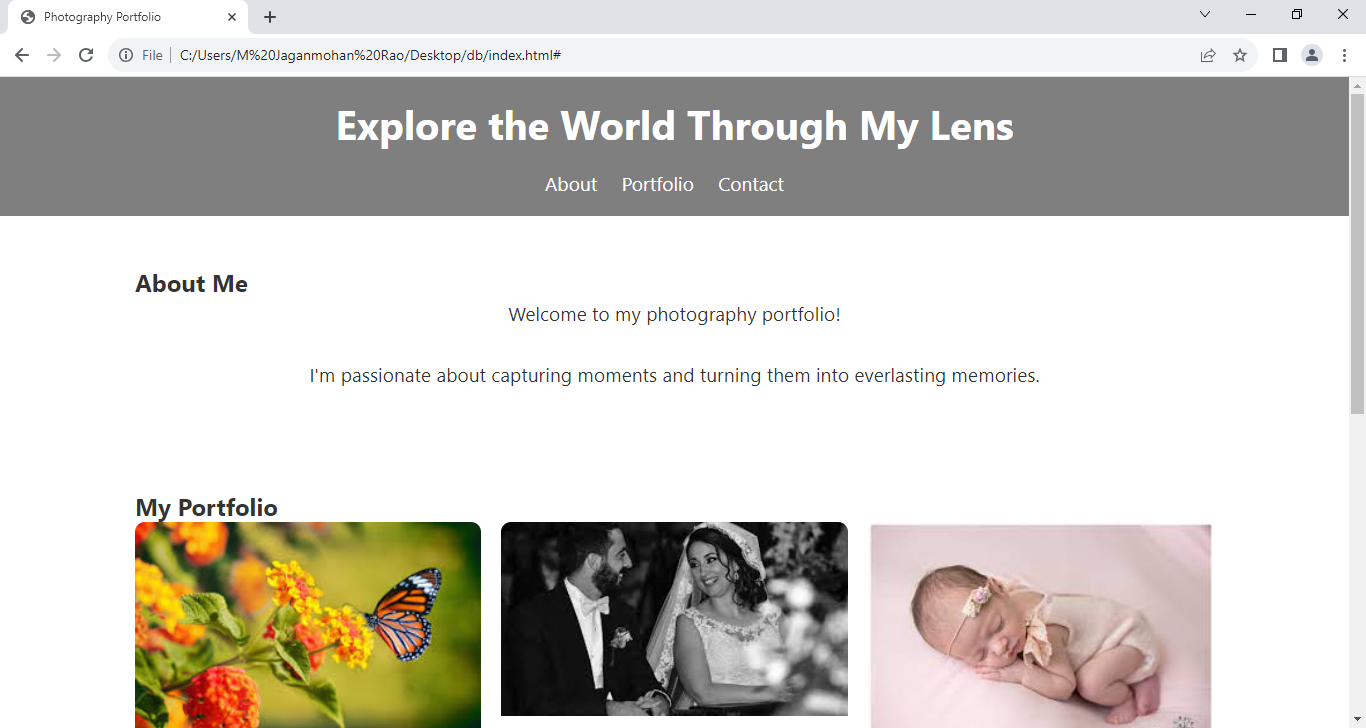 Photography Portfolio
File
C:/Users/M%20Jaganmohan%20Rao/Desktop/db/index.html#
Explore the World Through My Lens
About Portfolio Contact
About Me
Welcome to my photography portfolio!
I'm passionate about capturing moments and turning them into everlasting memories.
My Portfolio